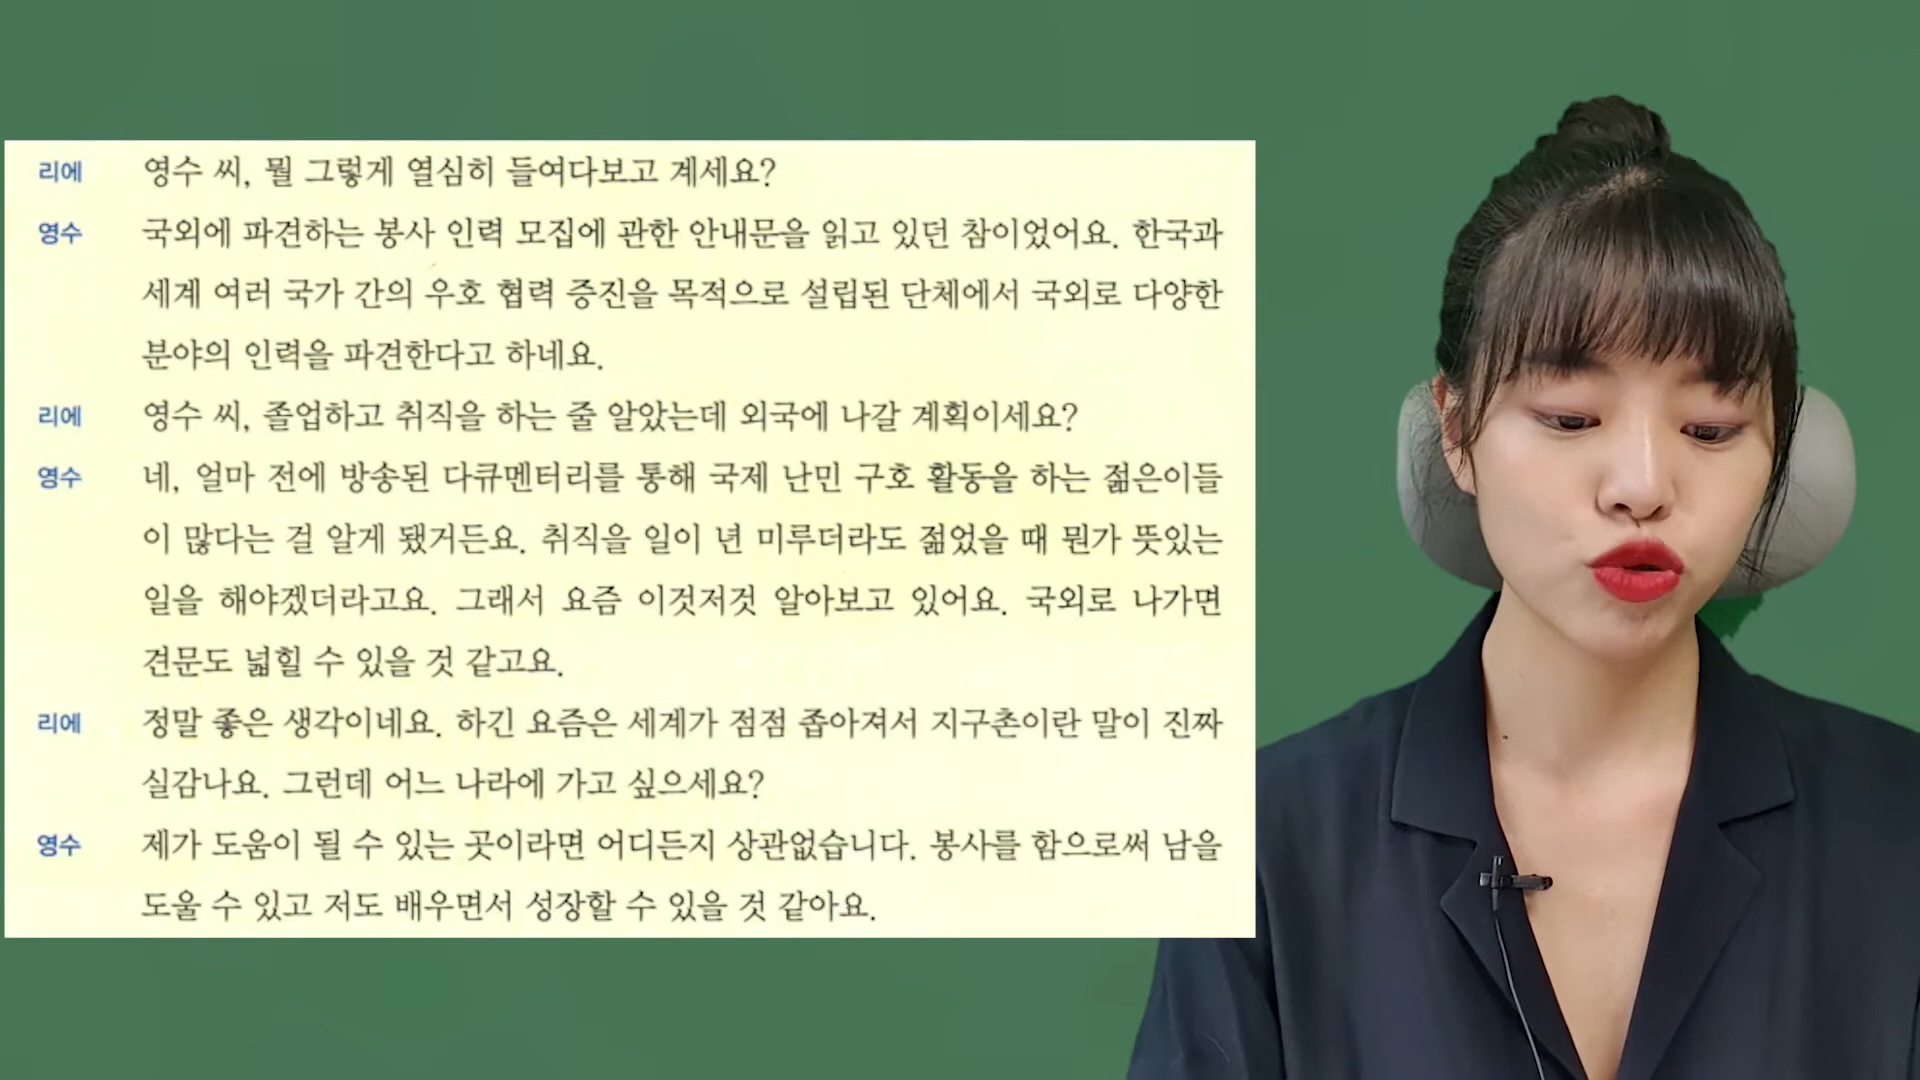 리에 영수 씨, 뭘 그렇게 열심히 들여다보고 계세요?
영수 국외에 파견하는 봉사 인력 모집에 관한 안내문을 읽고 있던 참이었어요. 한국과
세계 여러 국가 간의 우호 협력 증진을 목적으로 설립된 단체에서 국외로 다양한
분야의 인력을 파견한다고 하네요.
리에 영수 씨, 졸업하고 취직을 하는 줄 알았는데 외국에 나갈 계획이세요?
영수 네, 얼마 전에 방송된 다큐멘터리를 통해 국제 난민 구호 활동을 하는 젊은이들
이 많다는 걸 알게 됐거든요. 취직을 일이 년 미루더라도 젊었을 때 뭔가 뜻있는
일을 해야겠더라고요. 그래서 요즘 이것저것 알아보고 있어요. 국외로 나가면
견문도 넓힐 수 있을 것 같고요.
리에 정말 좋은 생각이네요. 하긴 요즘은 세계가 점점 좁아져서 지구촌이란 말이 진짜
실감나요. 그런데 어느 나라에 가고 싶으세요?
영수 제가 도움이 될 수 있는 곳이라면 어디든지 상관없습니다. 봉사를 함으로써 남을
도울 수 있고 저도 배우면서 성장할 수 있을 것 같아요.